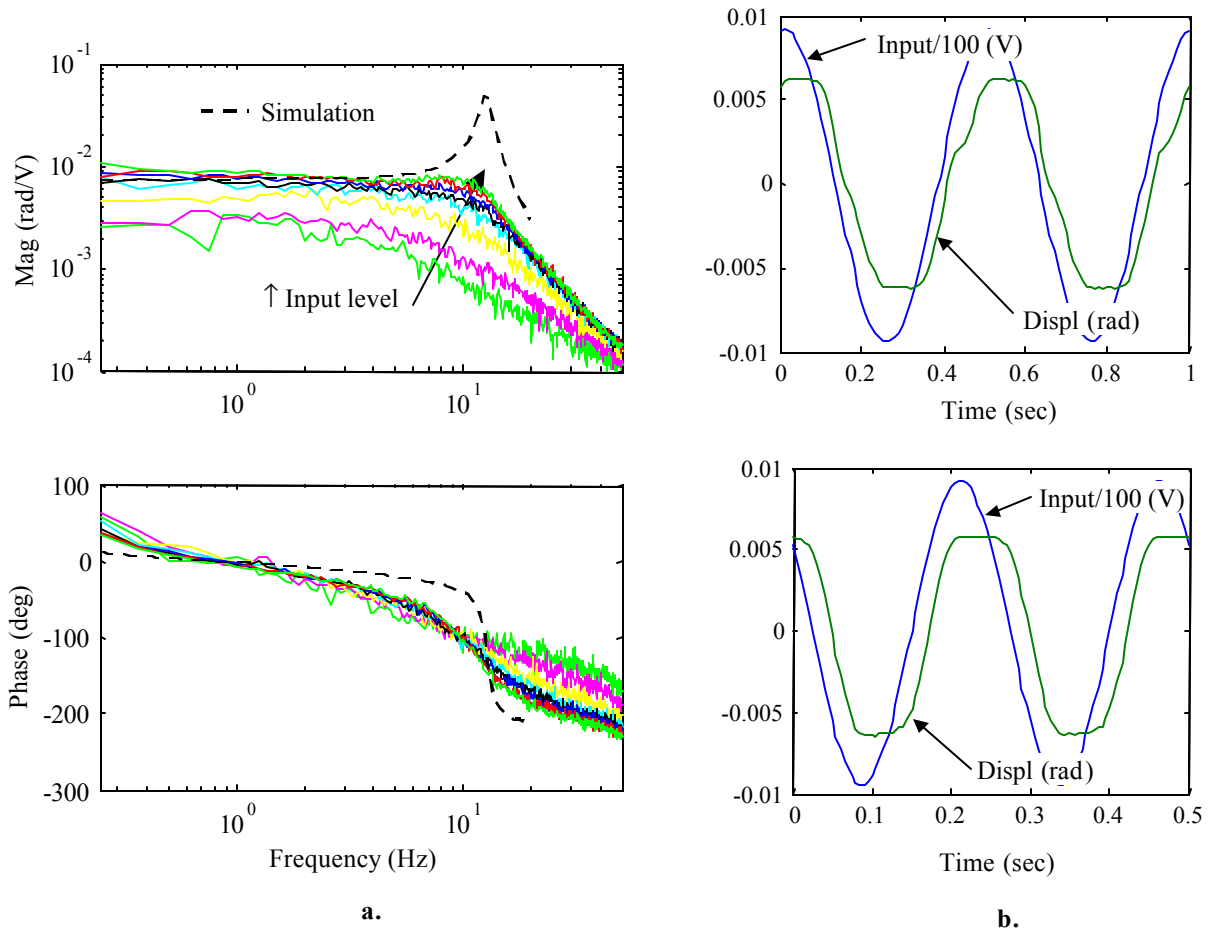 10^-1
10^-2
10^-3
10^-4
Mag (rad/V)
Simulation
↑ Input level
10^0
10^1
100
0
-100
-200
-300
Phase (deg)
10^0
10^1
Frequency (Hz)
a.
0.01
0.005
0
-0.005
-0.01
Input/100 (V)
Displ (rad)
0
0.2
0.4
0.6
0.8
1
Time (sec)
0.01
0.005
0
-0.005
-0.01
Input/100 (V)
Displ (rad)
0
0.1
0.2
0.3
0.4
0.5
Time (sec)
b.